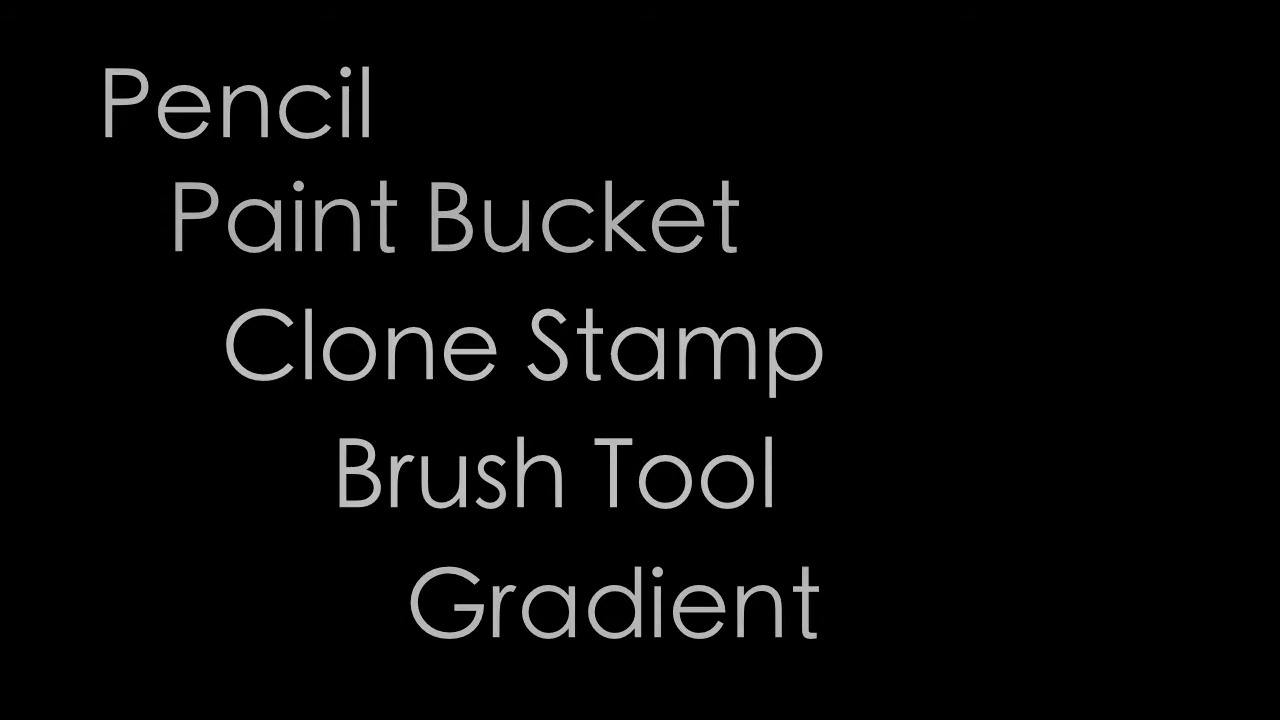 Pencil
Paint Bucket
Clone Stamp
Brush Tool
Gradient